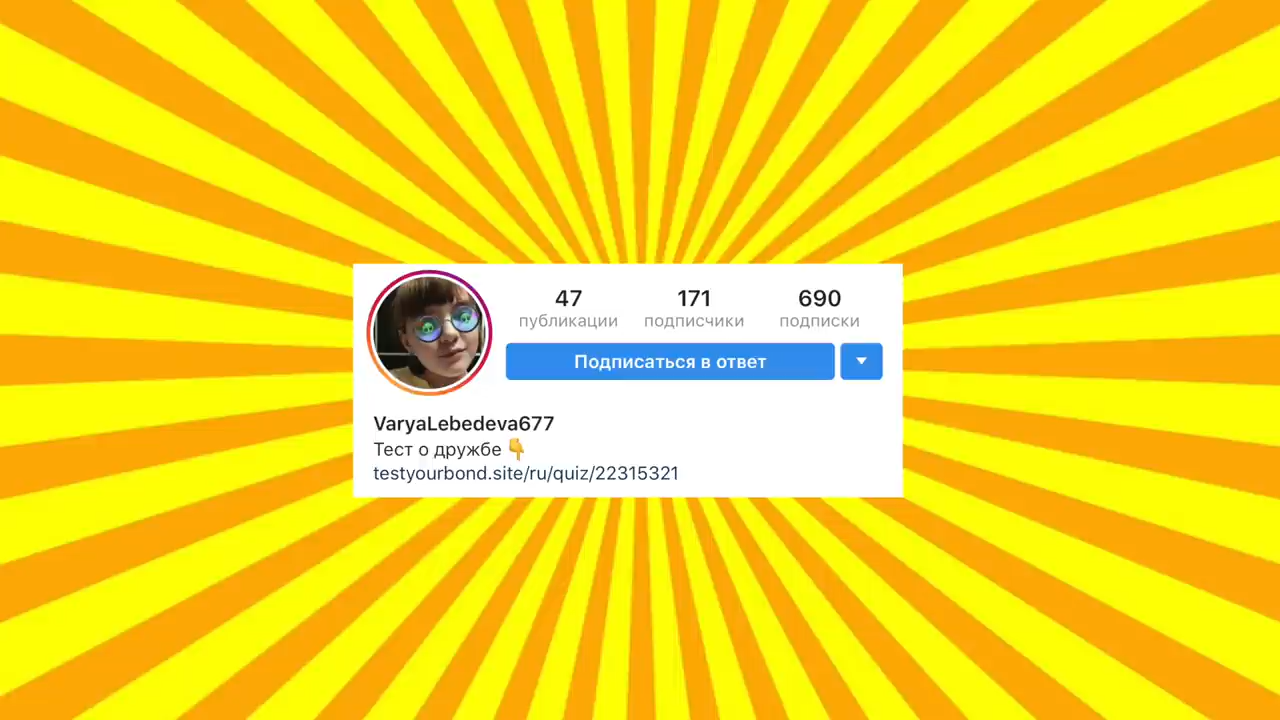 47 171 690
публикации подписчики подписки
Подписаться в ответ
VaryaLebedeva677
Тест о дружбе 👇
testyourbond.site/ru/quiz/22315321